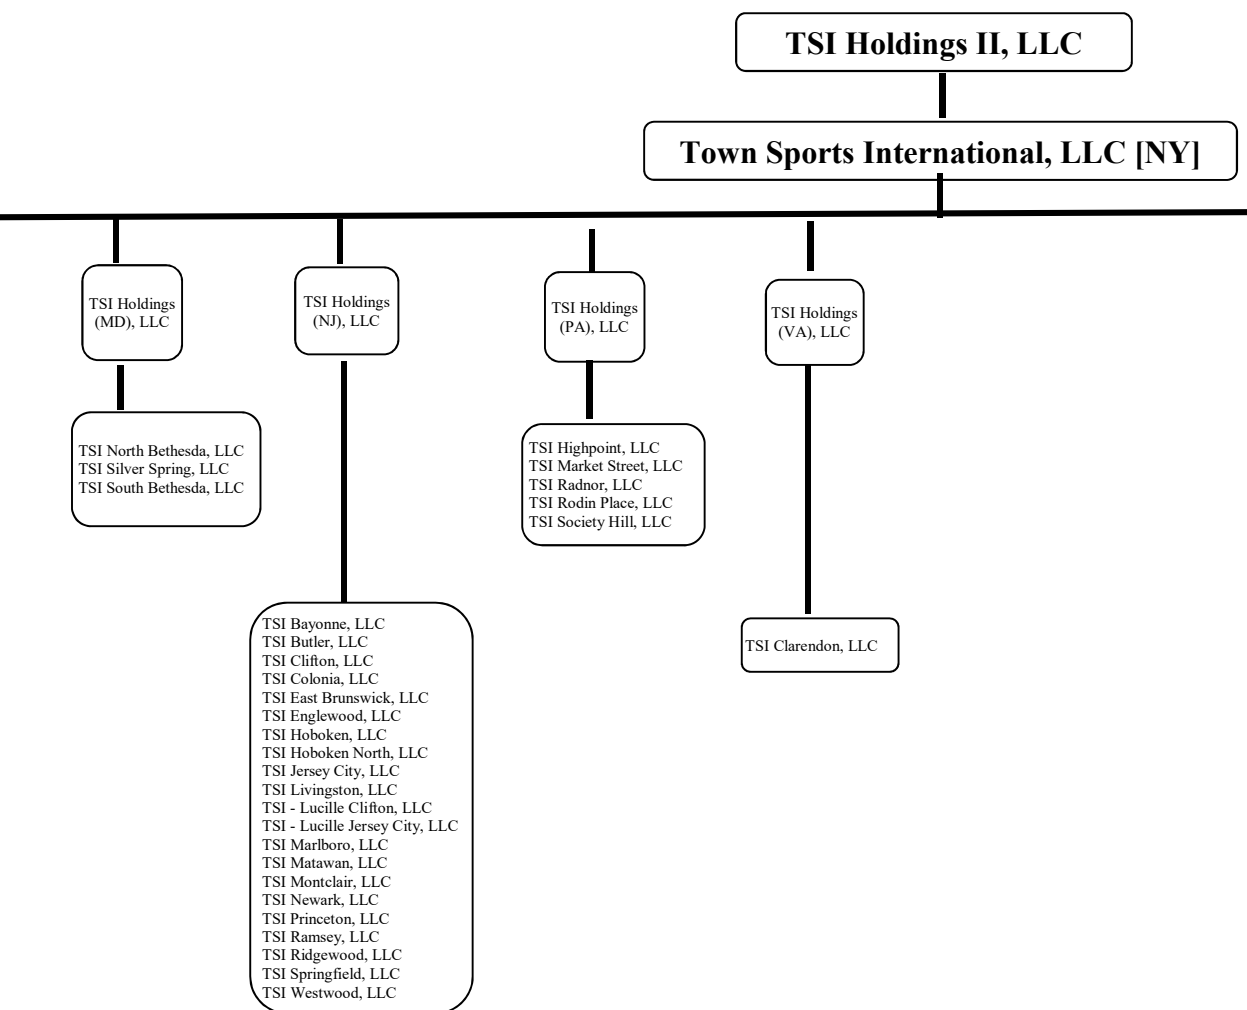 TSI Holdings II, LLC
Town Sports International, LLC [NY]
TSI Holdings
(MD), LLC
TSI Holdings
(NJ), LLC
TSI Holdings
(PA), LLC
TSI Holdings
(VA), LLC
TSI North Bethesda, LLC
TSI Silver Spring, LLC
TSI South Bethesda, LLC
TSI Highpoint, LLC
TSI Market Street, LLC
TSI Radnor, LLC
TSI Rodin Place, LLC
TSI Society Hill, LLC
TSI Bayonne, LLC
TSI Butler, LLC
TSI Clifton, LLC
TSI Colonia, LLC
TSI East Brunswick, LLC
TSI Englewood, LLC
TSI Hoboken, LLC
TSI Hoboken North, LLC
TSI Jersey City, LLC
TSI Livingston, LLC
TSI - Lucille Clifton, LLC
TSI - Lucille Jersey City, LLC
TSI Marlboro, LLC
TSI Matawan, LLC
TSI Montclair, LLC
TSI Newark, LLC
TSI Princeton, LLC
TSI Ramsey, LLC
TSI Ridgewood, LLC
TSI Springfield, LLC
TSI Westwood, LLC
TSI Clarendon, LLC